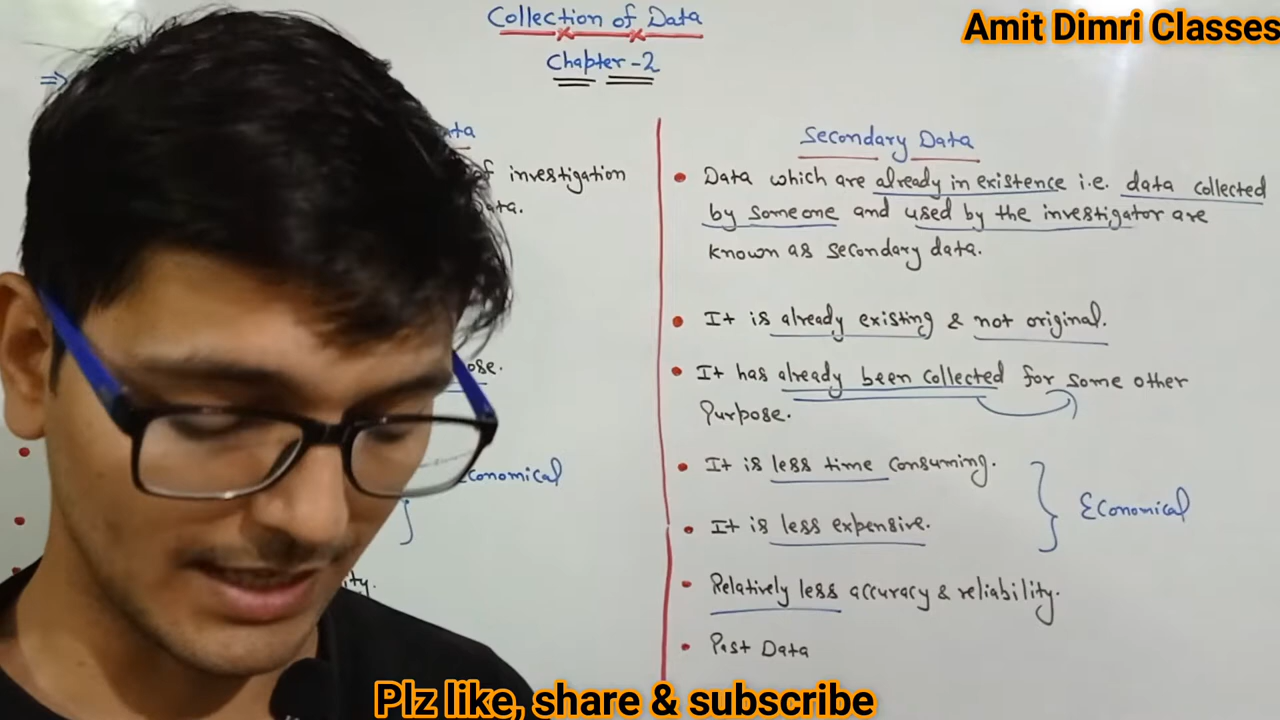 Collection of Data
Amit Dimri Classes
Chapter-2
⇒
investigation
Secondary Data
• Data which are already in existence i.e. data collected
by someone and used by the investigator are
known as secondary data.
• It is already existing & not original.
• It has already been collected for some other
Purpose.
• It is less time consuming.
• It is less expensive.
Economical
Economical
• Relatively less accuracy & reliability.
• Past Data
Plz like, share & subscribe